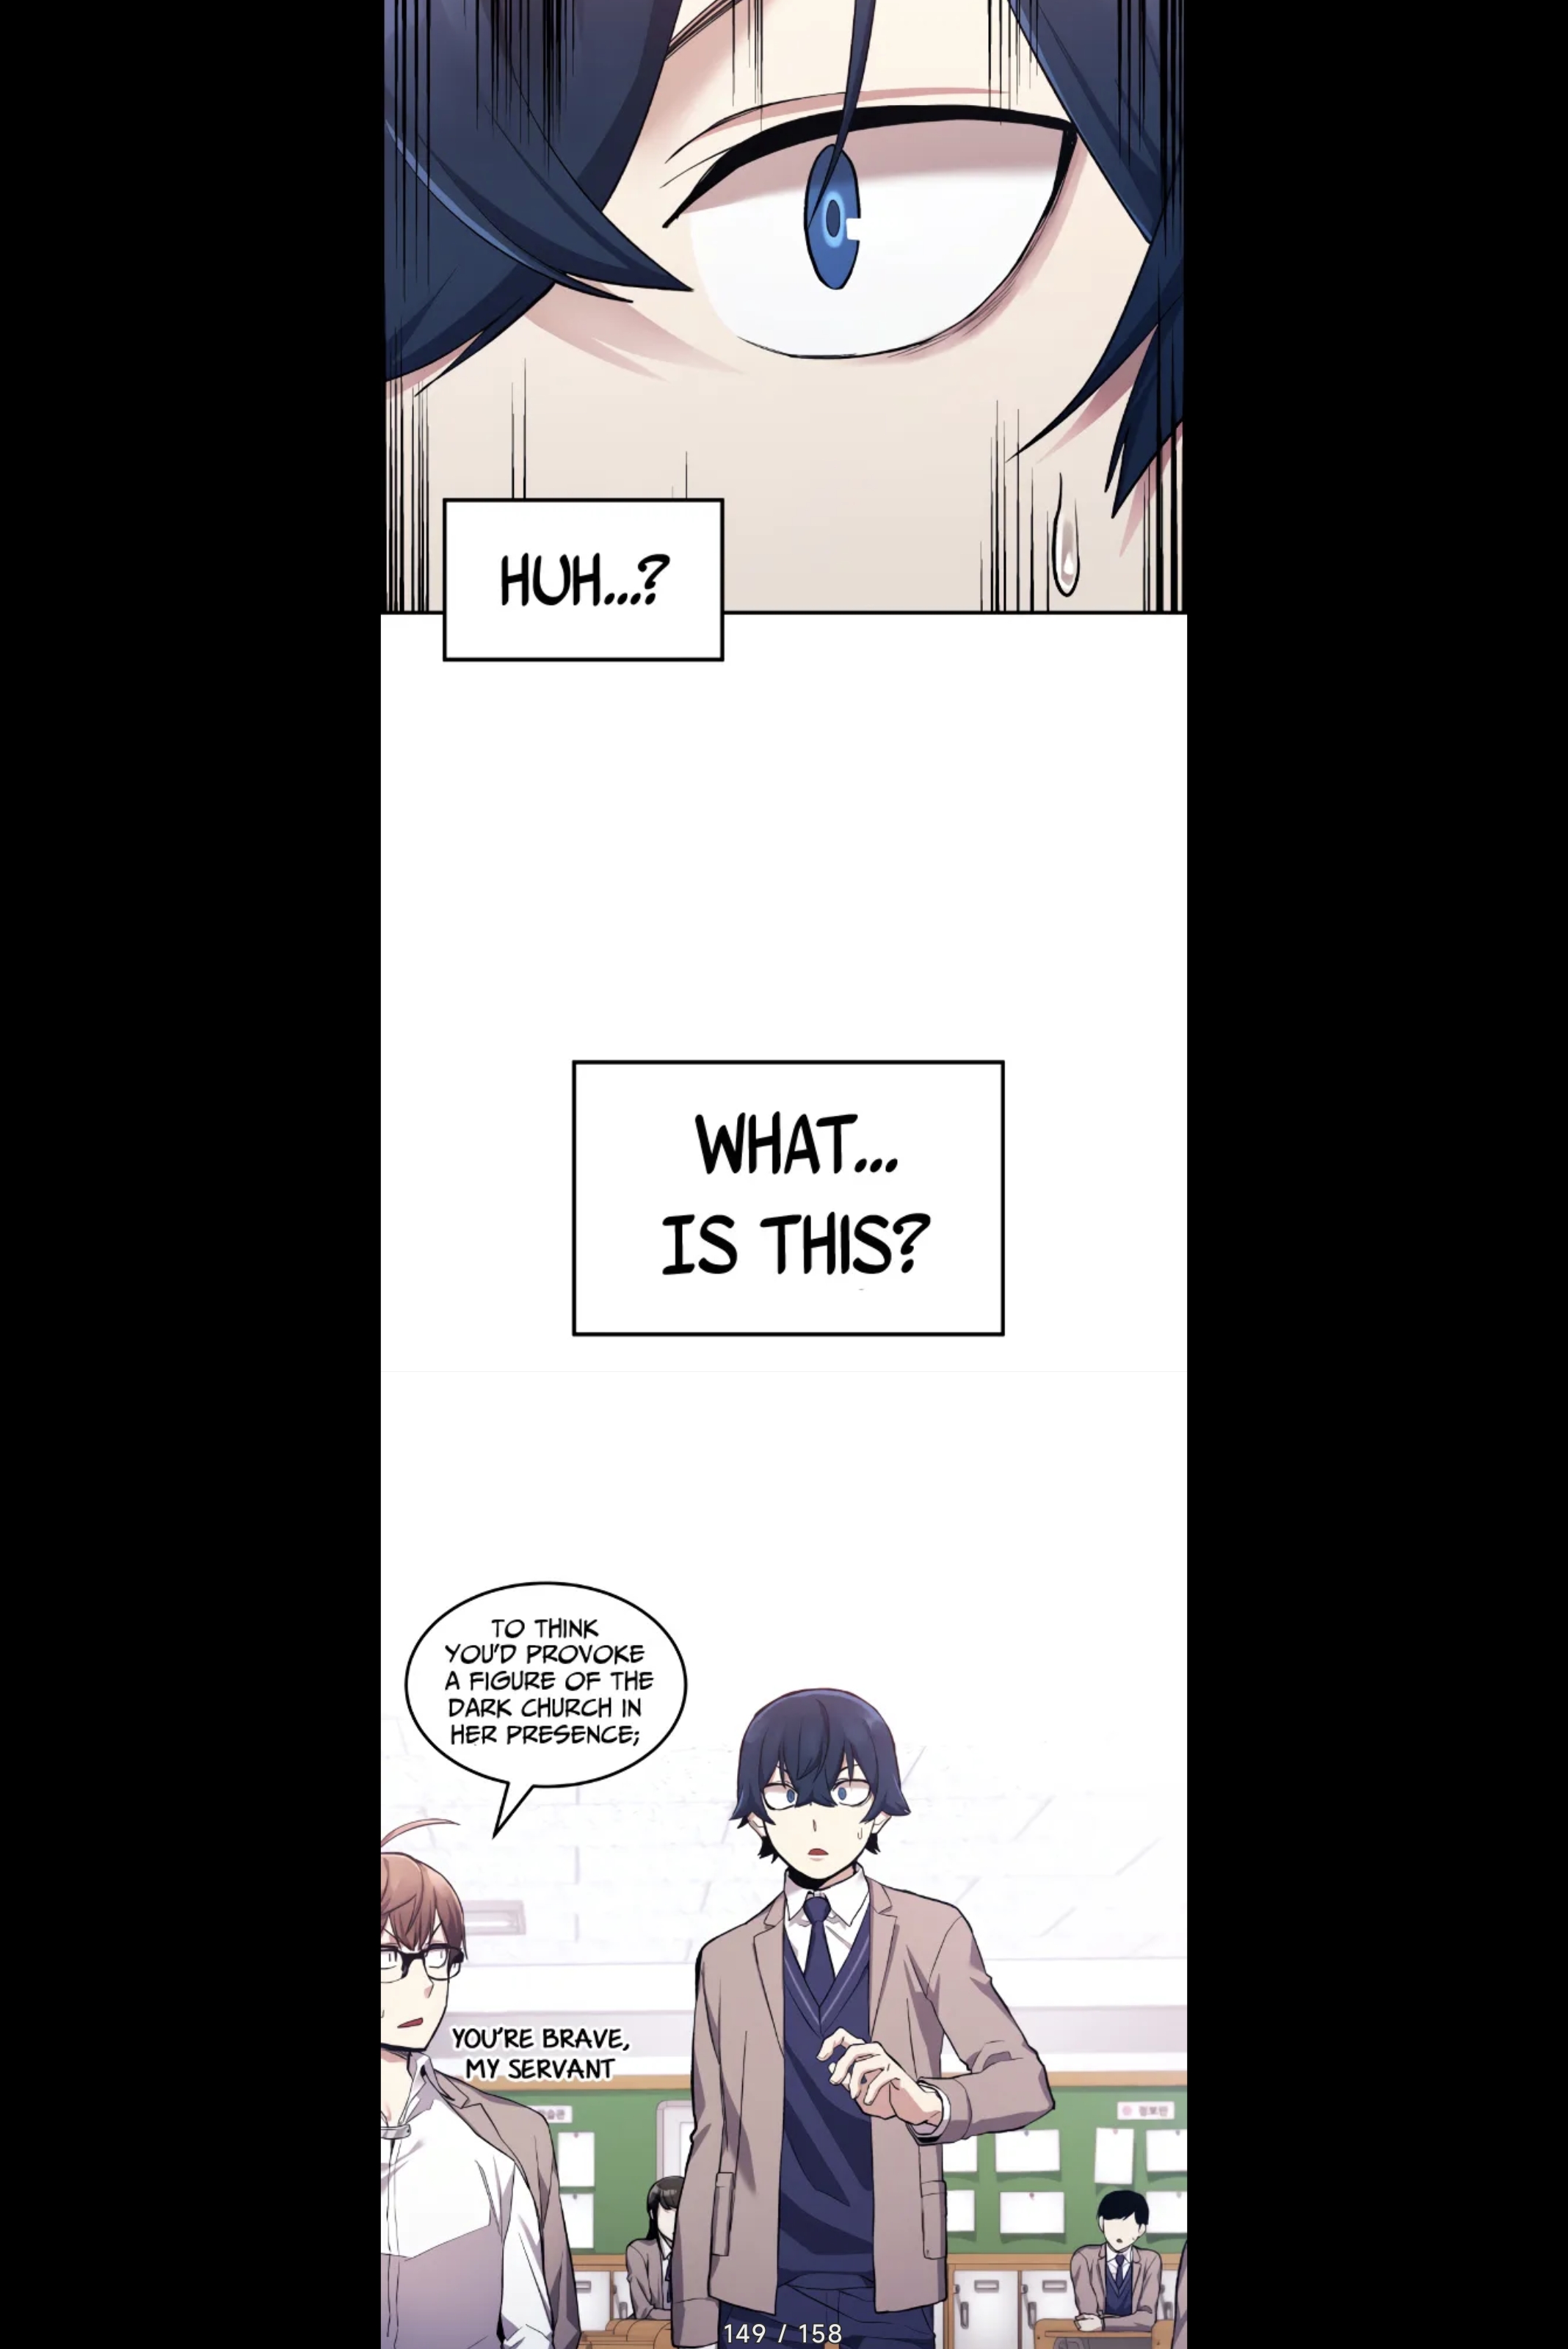 HUH...?
WHAT...
IS THIS?
TO THINK
YOU'D PROVOKE
A FIGURE OF THE
DARK CHURCH IN
HER PRESENCE;
YOU'RE BRAVE,
MY SERVANT
149 / 158